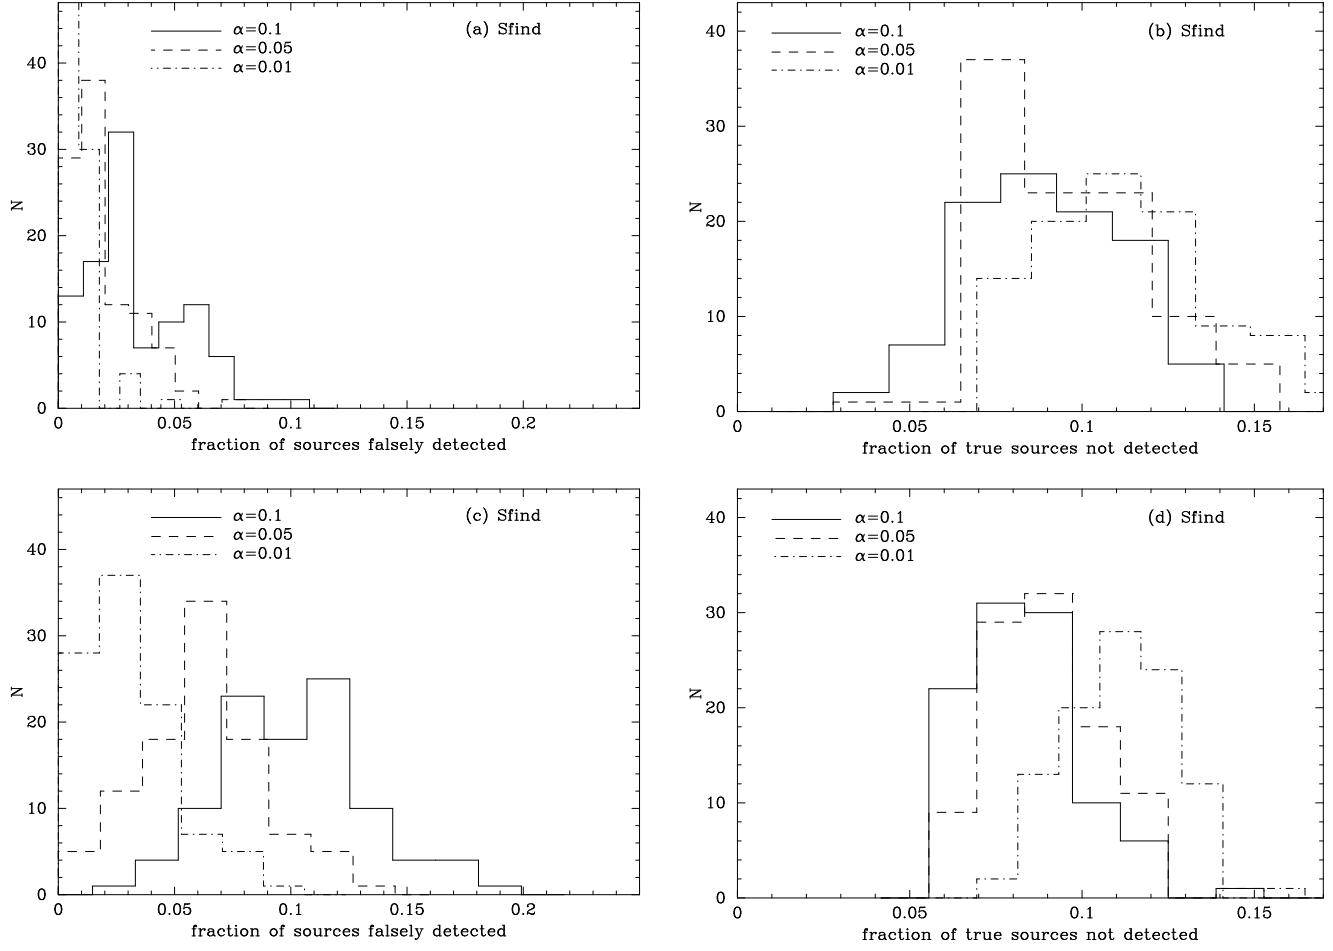 (a) Sfind
α=0.1
α=0.05
α=0.01
40
30
20
10
0
N
0 0.05 0.1 0.15 0.2
fraction of sources falsely detected
(b) Sfind
α=0.1
α=0.05
α=0.01
40
30
20
10
0
N
0 0.05 0.1 0.15
fraction of true sources not detected
(c) Sfind
α=0.1
α=0.05
α=0.01
40
30
20
10
0
N
0 0.05 0.1 0.15 0.2
fraction of sources falsely detected
(d) Sfind
α=0.1
α=0.05
α=0.01
40
30
20
10
0
N
0 0.05 0.1 0.15
fraction of true sources not detected